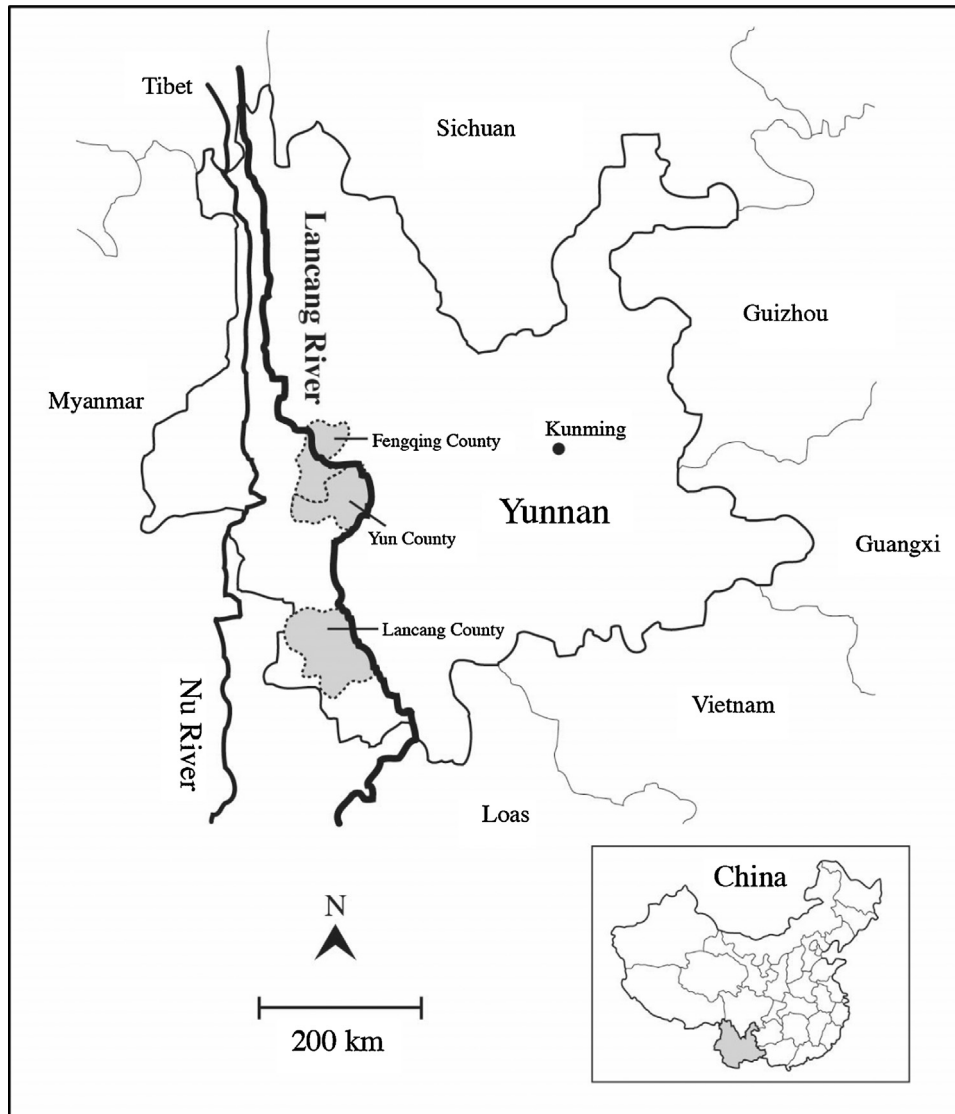 Tibet
Sichuan
Lancang River
Guizhou
Myanmar
Fengqing County
Kunming
Yunnan
Yun County
Guangxi
Lancang County
Nu River
Vietnam
Loas
China
N
200 km